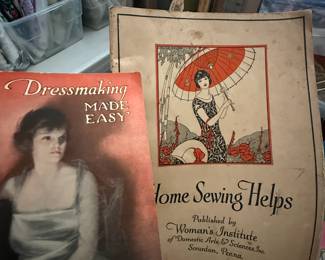 Dressmaking
MADE
EASY
Home Sewing Helps
Published by
Woman's Institute
of Domestic Arts & Sciences, Inc.
Scranton, Penna.